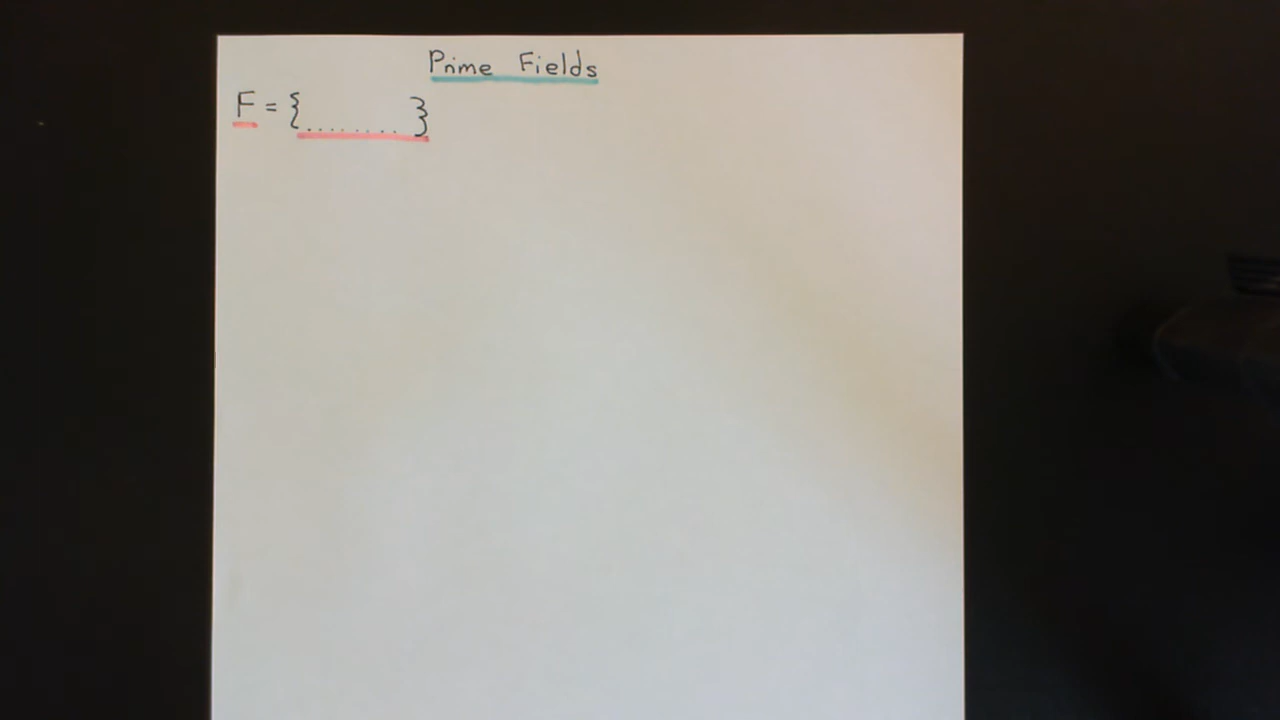 Prime Fields
F = {........}